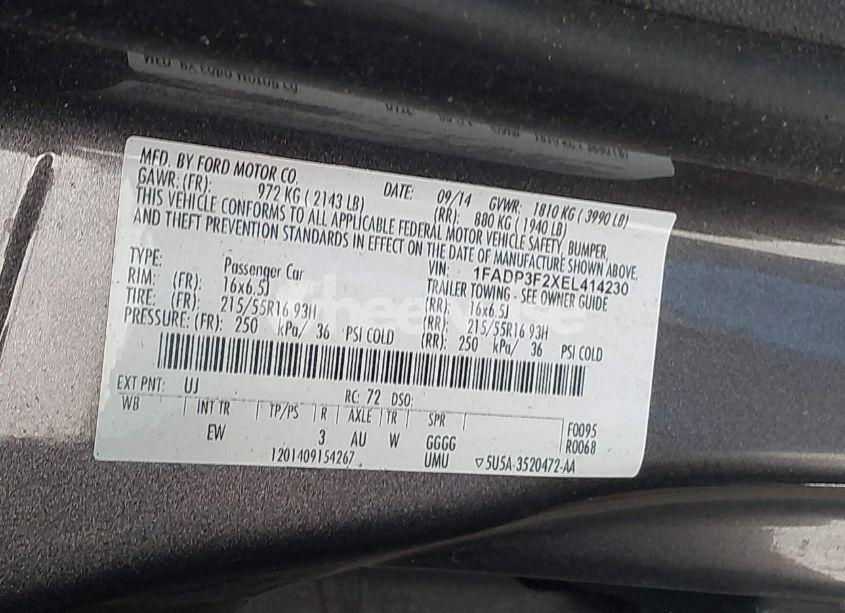 MFD. BY FORD MOTOR CO. DATE: 09/14 GVWR: 1810 KG ( 3990 LB)
GAWR: (FR): 972 KG ( 2143 LB) (RR): 880 KG ( 1940 LB)
THIS VEHICLE CONFORMS TO ALL APPLICABLE FEDERAL MOTOR VEHICLE SAFETY, BUMPER,
AND THEFT PREVENTION STANDARDS IN EFFECT ON THE DATE OF MANUFACTURE SHOWN ABOVE.
VIN: 1FADP3F2XEL414230
TYPE: Passenger Car TRAILER TOWING - SEE OWNER GUIDE
RIM: (FR): 16x6.5J (RR): 16x6.5J
TIRE: (FR): 215/55R16 93H (RR): 215/55R16 93H
PRESSURE: (FR): 250 kPa/ 36 PSI COLD (RR): 250 kPa/ 36 PSI COLD
EXT PNT: UJ RC: 72 DSO:
WB INT TR TP/PS R AXLE TR SPR F0095
EW 3 AU W GGGG R0068
1201409154267 UMU ▽5U5A-3520472-AA